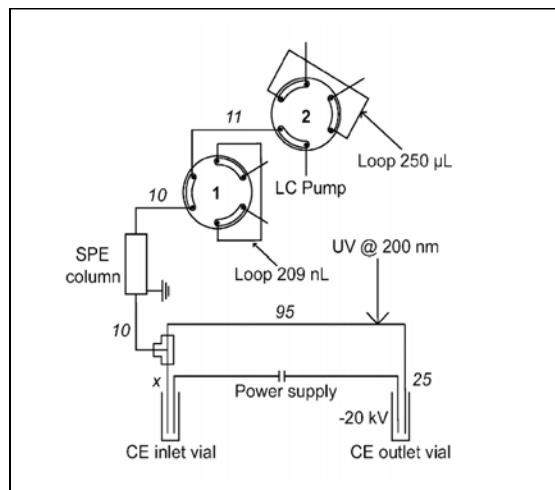 2
11
Loop 250 µL
LC Pump
1
10
SPE
column
Loop 209 nL
UV @ 200 nm
10
95
x
Power supply
25
-20 kV
CE inlet vial
CE outlet vial